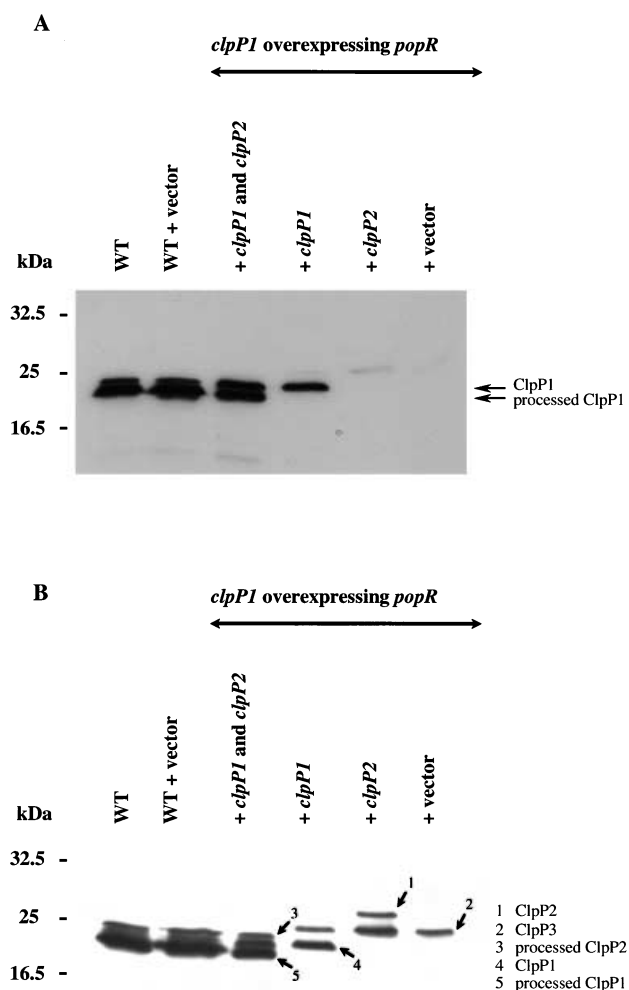 A
clpP1 overexpressing popR
WT
WT + vector
+ clpP1 and clpP2
+ clpP1
+ clpP2
+ vector
kDa
32.5 -
25 -
16.5 -
ClpP1
processed ClpP1
B
clpP1 overexpressing popR
WT
WT + vector
+ clpP1 and clpP2
+ clpP1
+ clpP2
+ vector
kDa
32.5 -
25 -
16.5 -
1
2
3
4
5
1 ClpP2
2 ClpP3
3 processed ClpP2
4 ClpP1
5 processed ClpP1